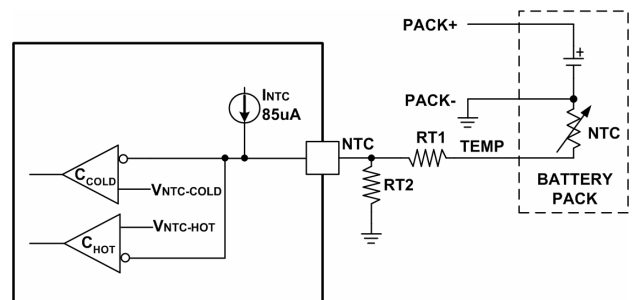 PACK+
+
INTC
85uA
PACK-
NTC
RT1
TEMP
NTC
CCOLD
VNTC-COLD
RT2
BATTERY
PACK
VNTC-HOT
CHOT